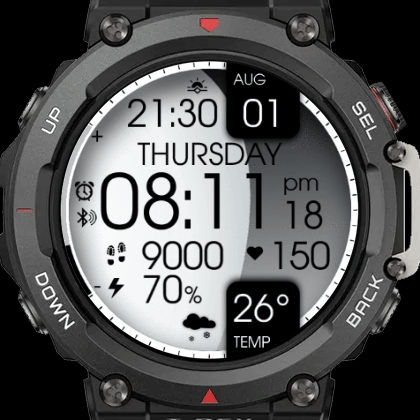 AUG
21:30
01
UP
SEL
THURSDAY
08:11
pm
18
9000
150
70%
26°
TEMP
DOWN
BACK